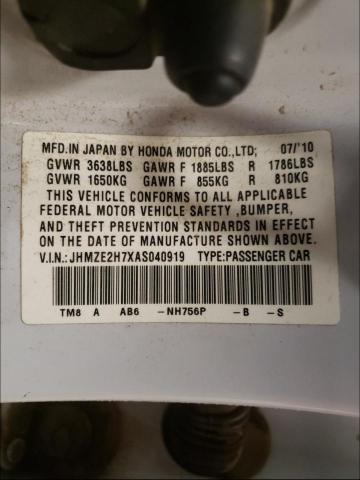 MFD.IN JAPAN BY HONDA MOTOR CO.,LTD; 07/'10
GVWR 3638LBS GAWR F 1885LBS R 1786LBS
GVWR 1650KG GAWR F 855KG R 810KG
THIS VEHICLE CONFORMS TO ALL APPLICABLE
FEDERAL MOTOR VEHICLE SAFETY ,BUMPER,
AND THEFT PREVENTION STANDARDS IN EFFECT
ON THE DATE OF MANUFACTURE SHOWN ABOVE.
V.I.N.:JHMZE2H7XAS040919 TYPE:PASSENGER CAR
TM8 A AB6 -NH756P -B -S